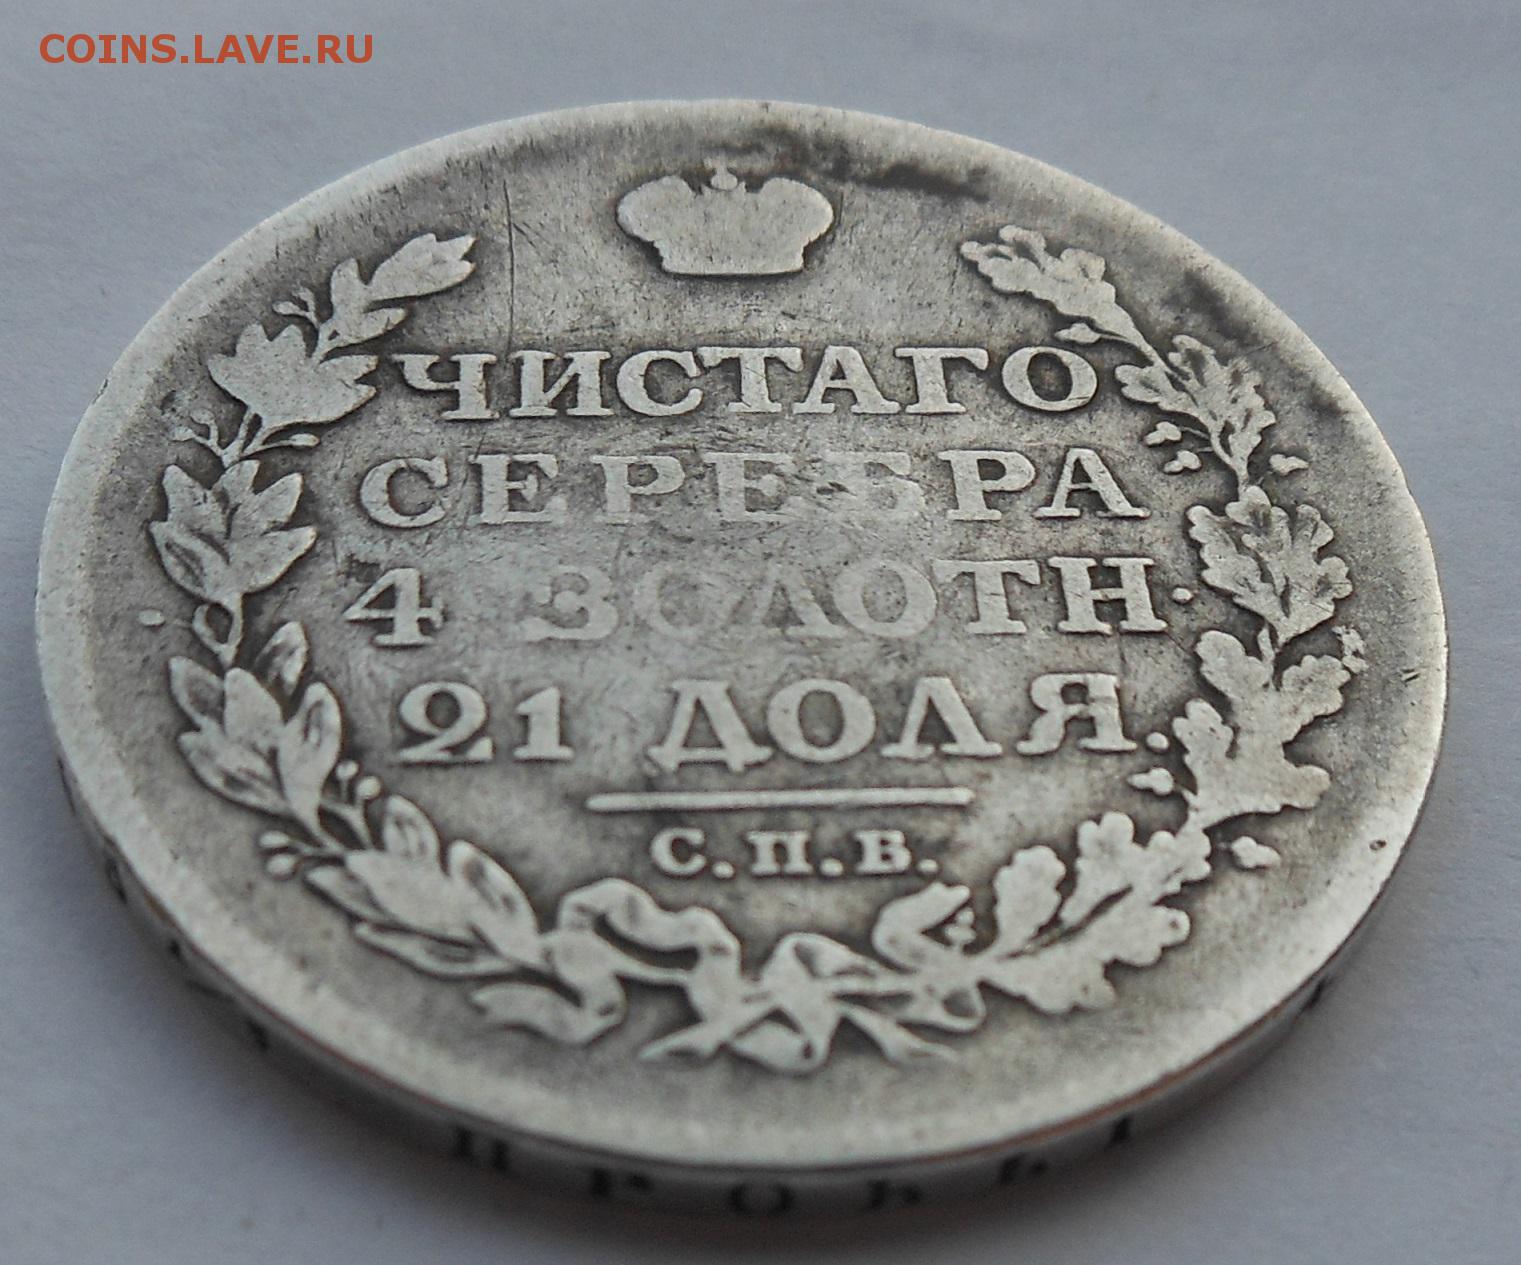 COINS.LAVE.RU
ЧИСТАГО
СЕРЕБРА
4 ЗОЛОТН.
21 ДОЛЯ.
С.П.Б.